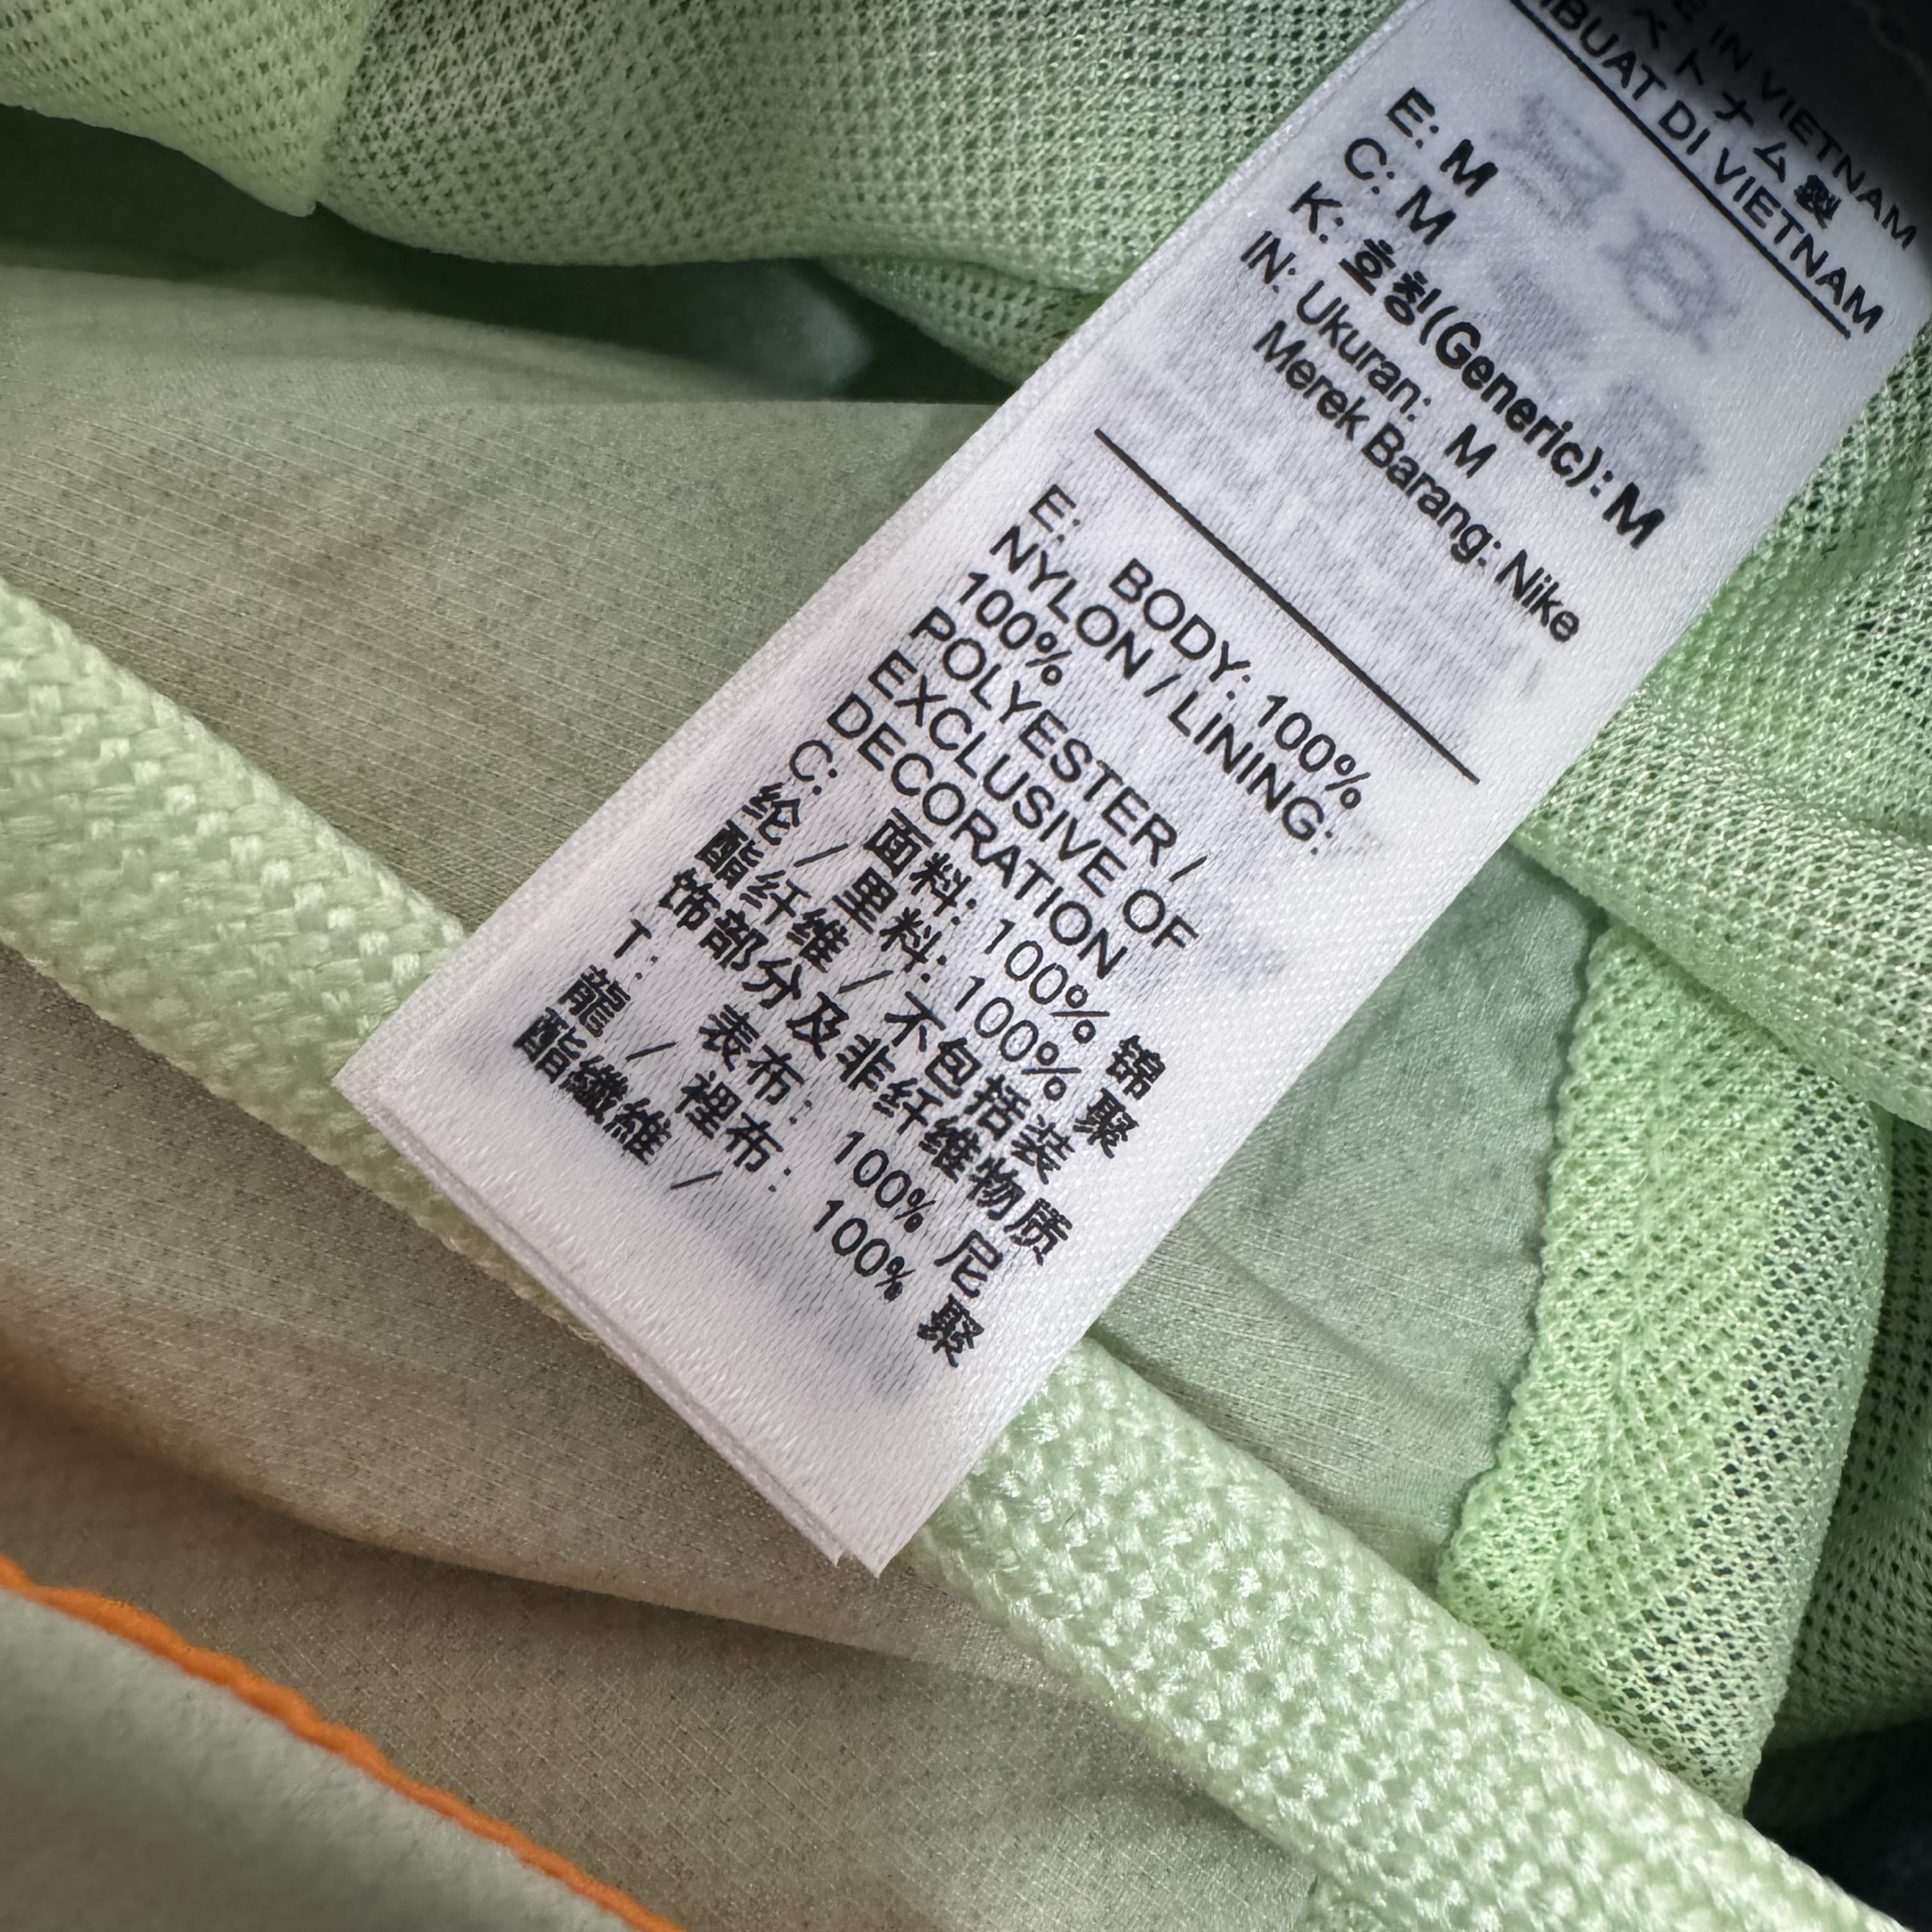 IN VIETNAM
ベトナム製
IBUAT DI VIETNAM
E: M
C: M
K: 호칭(Generic): M
IN: Ukuran: M
Merek Barang: Nike
E: BODY: 100%
NYLON / LINING:
100%
POLYESTER /
EXCLUSIVE OF
DECORATION
C: 面料: 100% 锦
纶 / 里料: 100% 聚
酯纤维 / 不包括装
饰部分及非纤维物质
T: 表布: 100% 尼
龍 / 裡布: 100% 聚
酯纖維 /